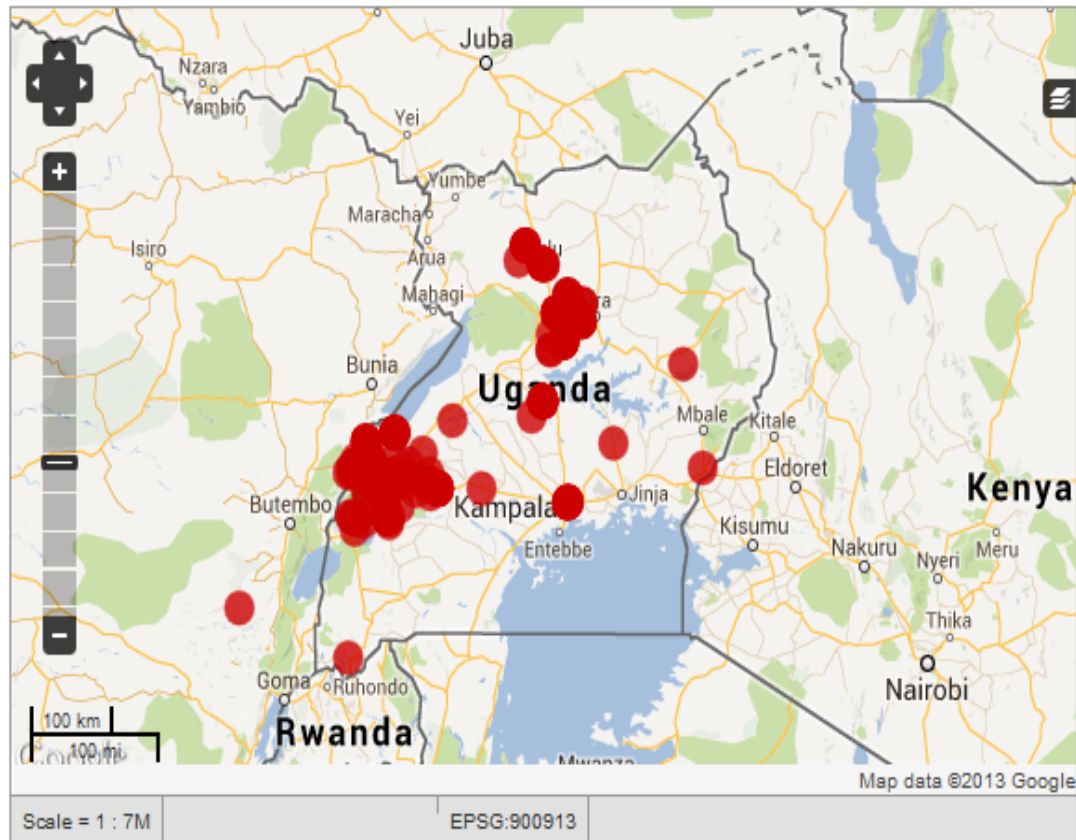 Juba
Nzara
Yambio
Yei
Yumbe
Maracha
Isiro
Arua
Mahagi
Bunia
Uganda
Mbale
Kitale
Eldoret
Kenya
Butembo
Kampala
Jinja
Entebbe
Kisumu
Nakuru
Nyeri
Meru
Thika
Nairobi
Goma
Ruhondo
Rwanda
100 km
100 mi
Google
Mwanza
Map data ©2013 Google
Scale = 1 : 7M
EPSG:900913